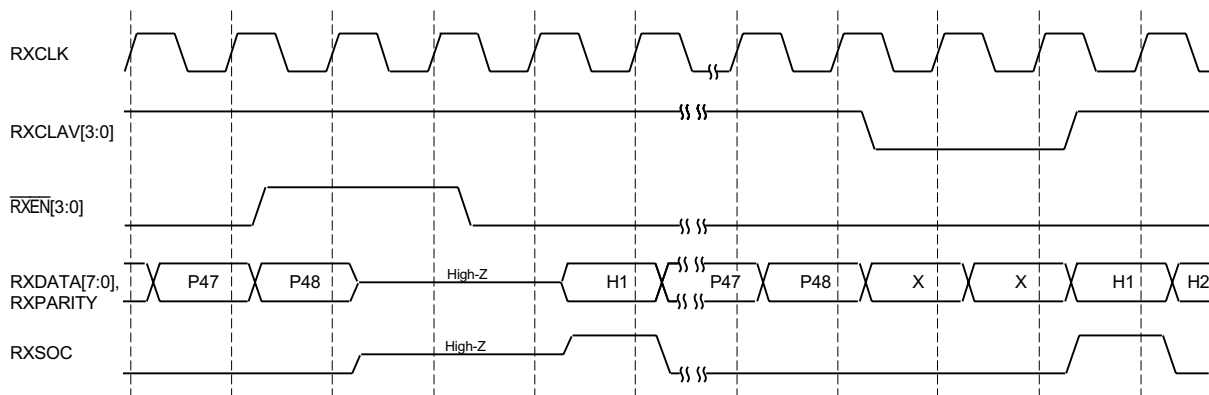 RXCLK
RXCLAV[3:0]
RXEN[3:0]
RXDATA[7:0], P47 P48 High-Z H1 P47 P48 X X H1 H2
RXPARITY
RXSOC High-Z